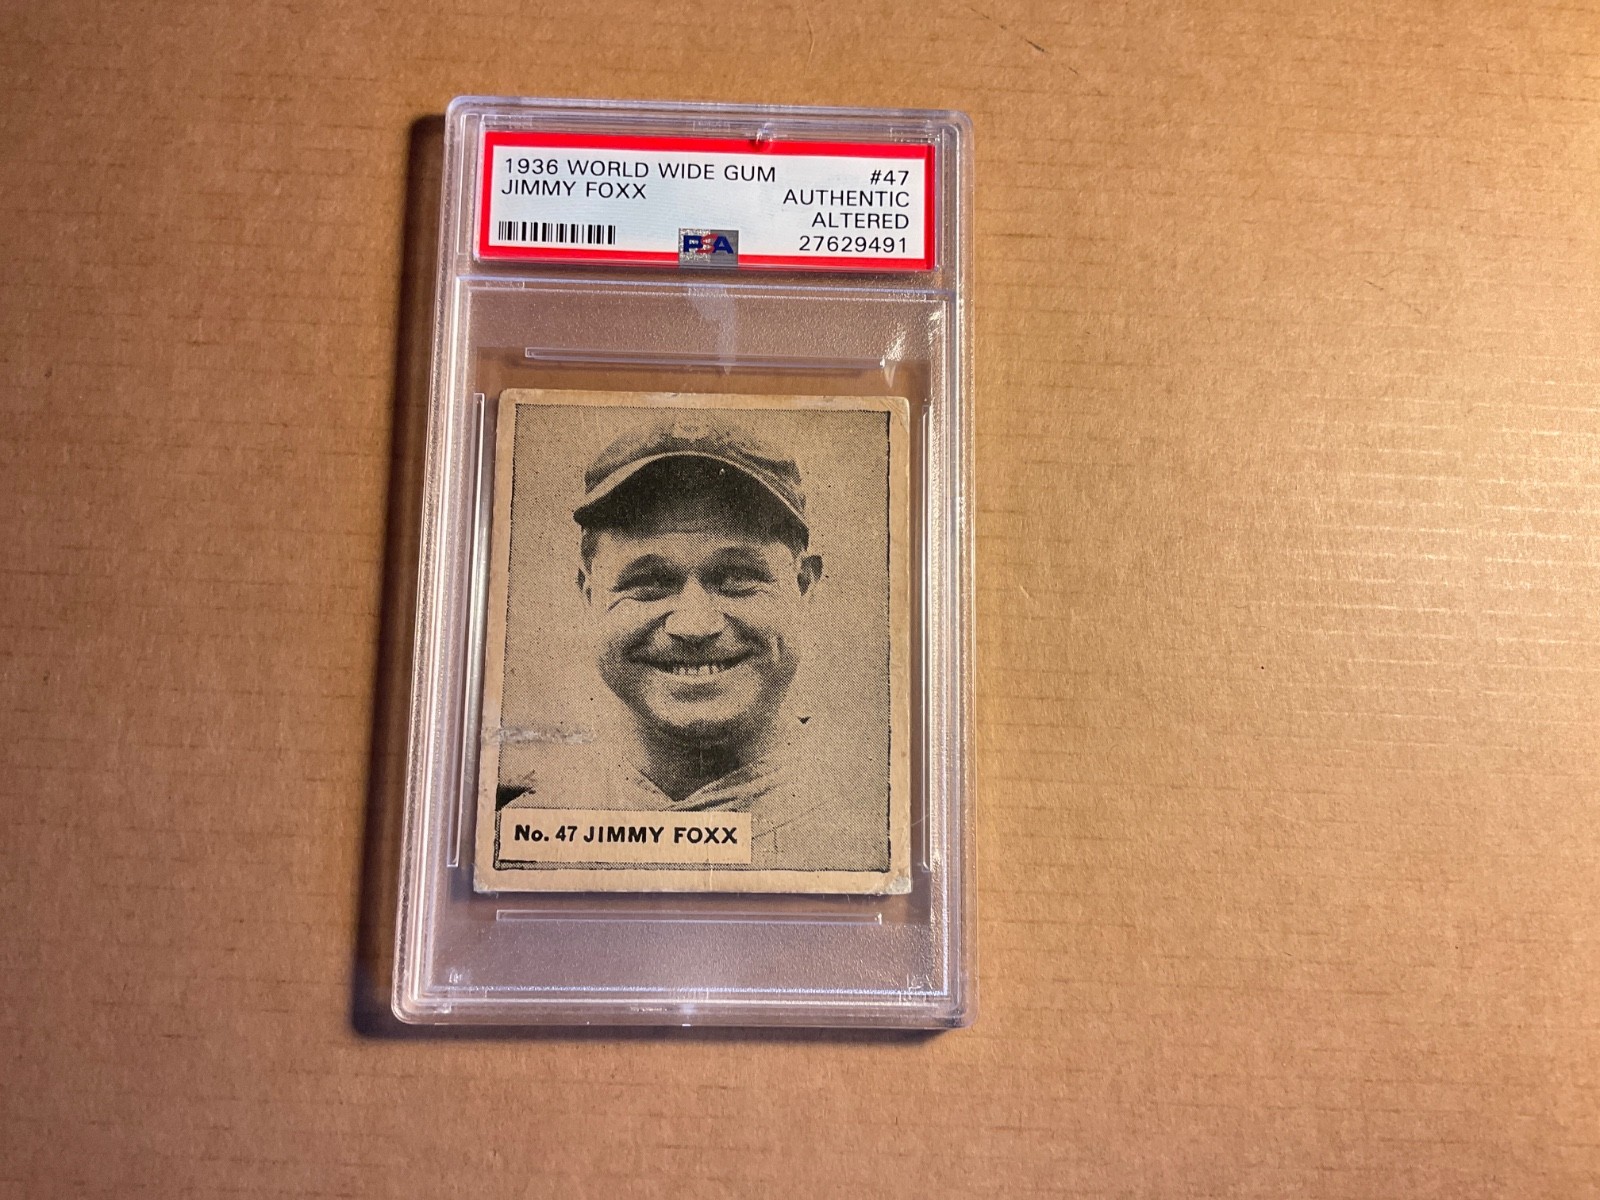 1936 WORLD WIDE GUM #47
JIMMY FOXX AUTHENTIC
ALTERED
PSA 27629491
No. 47 JIMMY FOXX